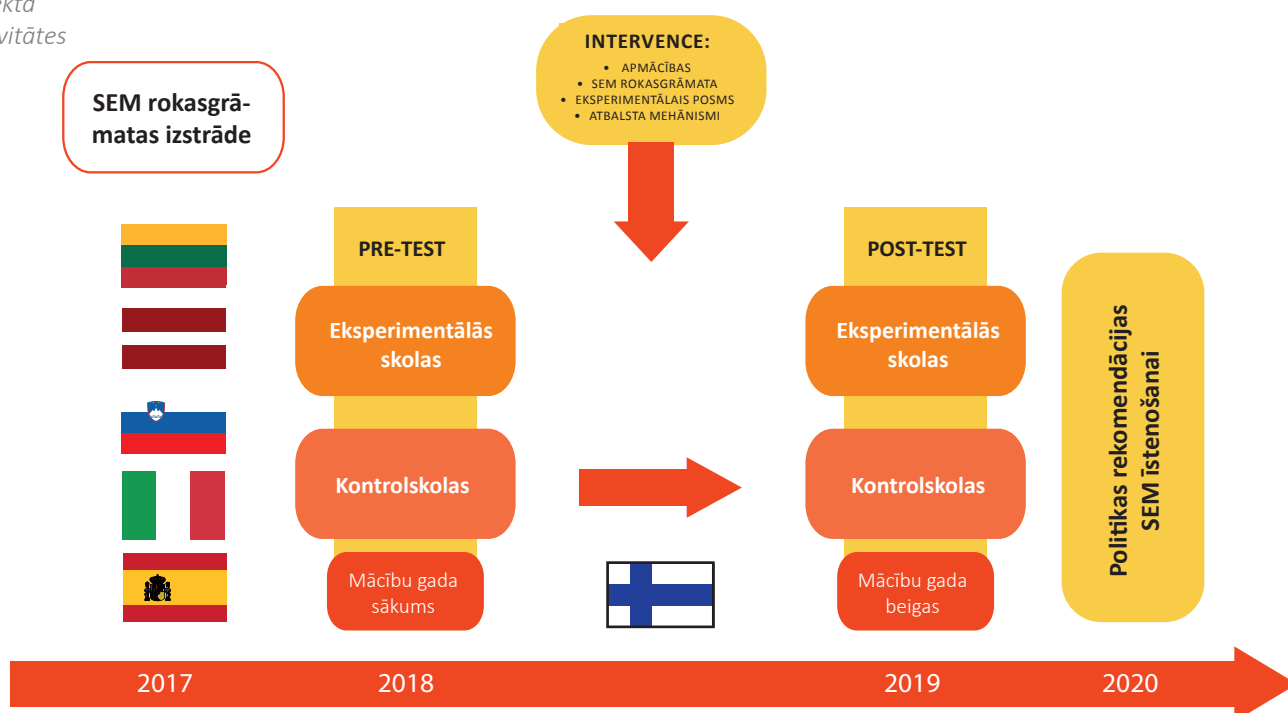 vitātes
SEM rokasgrā-
matas izstrāde
INTERVENCE:
• APMĀCĪBAS
• SEM ROKASGRĀMATA
• EKSPERIMENTĀLAIS POSMS
• ATBALSTA MEHĀNISMI
PRE-TEST
Eksperimentālās
skolas
Kontrolskolas
Mācību gada
sākums
POST-TEST
Eksperimentālās
skolas
Kontrolskolas
Mācību gada
beigas
Politikas rekomendācijas
SEM īstenošanai
2017
2018
2019
2020